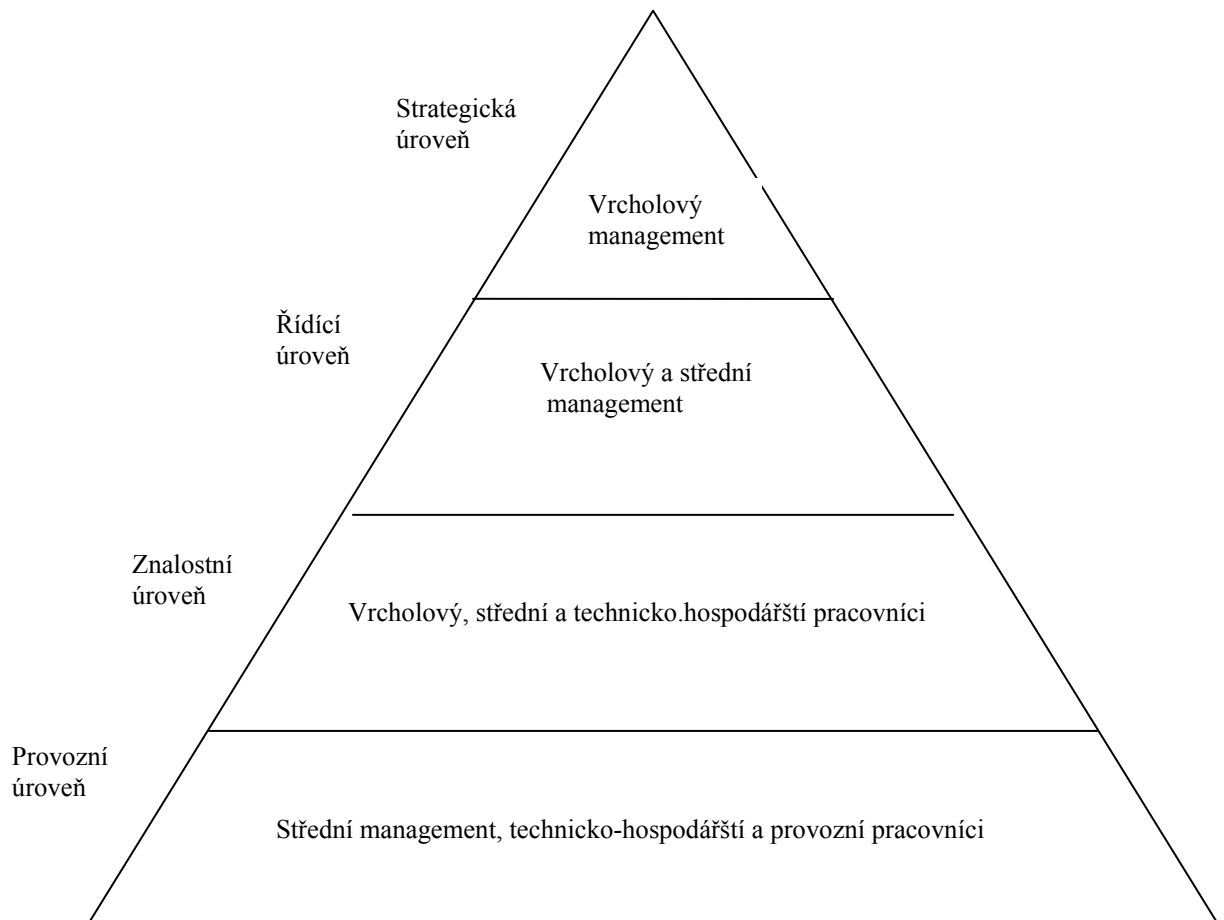 Strategická
úroveň
Vrcholový
management
Řídící
úroveň
Vrcholový a střední
management
Znalostní
úroveň
Vrcholový, střední a technicko.hospodářští pracovníci
Provozní
úroveň
Střední management, technicko-hospodářští a provozní pracovníci